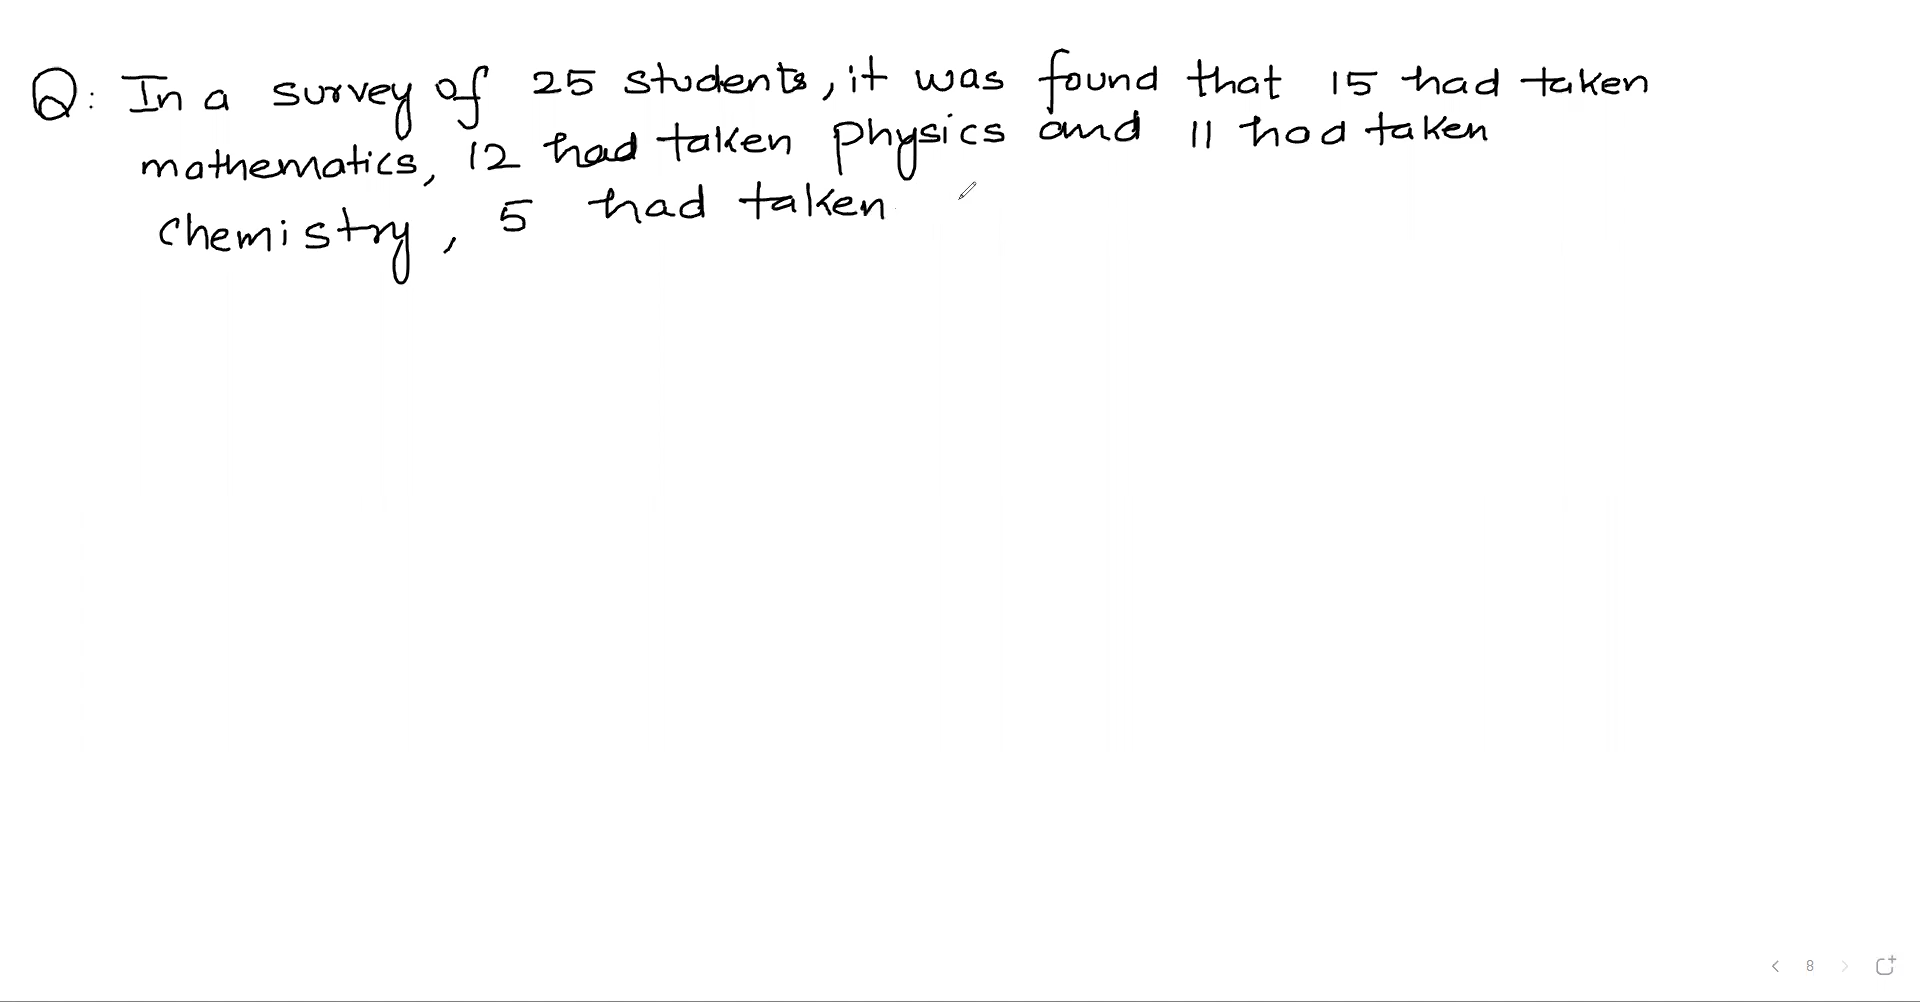 Q: In a survey of 25 students, it was found that 15 had taken
mathematics, 12 had taken physics and 11 had taken
chemistry, 5 had taken
8